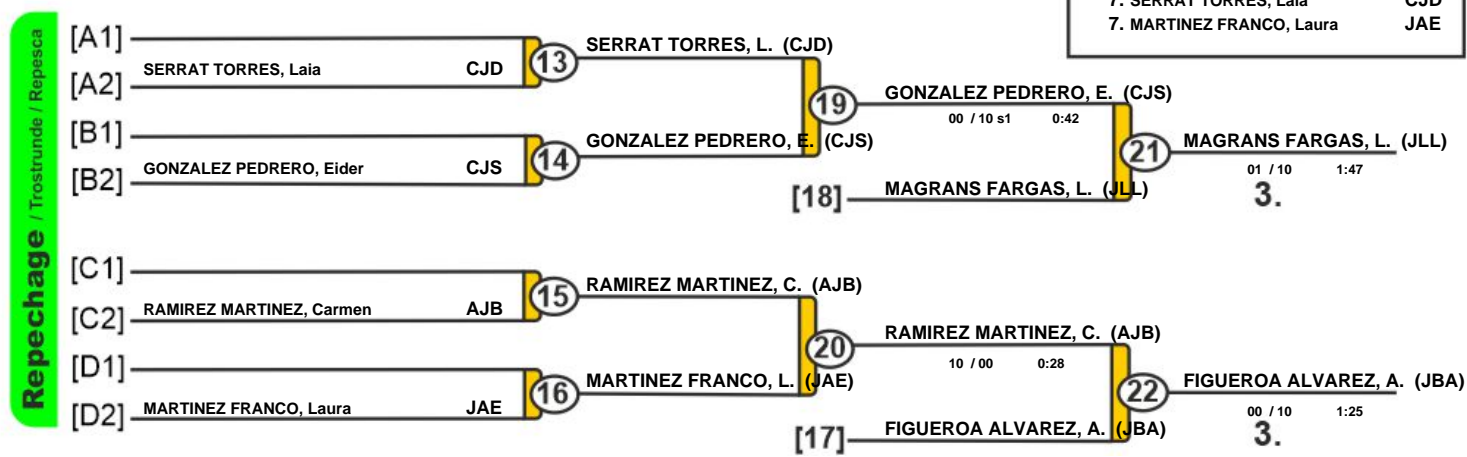 7. SERRAT TORRES, Laia CJD
7. MARTINEZ FRANCO, Laura JAE
Repechage / Trostrunde / Repesca
[A1]
SERRAT TORRES, L. (CJD)
SERRAT TORRES, Laia CJD
13
[A2]
GONZALEZ PEDRERO, E. (CJS)
19
00 / 10 s1 0:42
[B1]
GONZALEZ PEDRERO, E. (CJS)
MAGRANS FARGAS, L. (JLL)
21
14
GONZALEZ PEDRERO, Eider CJS
01 / 10 1:47
[B2]
MAGRANS FARGAS, L. (JLL)
[18]
3.
[C1]
RAMIREZ MARTINEZ, C. (AJB)
15
RAMIREZ MARTINEZ, Carmen AJB
[C2]
RAMIREZ MARTINEZ, C. (AJB)
20
10 / 00 0:28
[D1]
MARTINEZ FRANCO, L. (JAE)
FIGUEROA ALVAREZ, A. (JBA)
16
22
MARTINEZ FRANCO, Laura JAE
00 / 10 1:25
[D2]
FIGUEROA ALVAREZ, A. (JBA)
[17]
3.